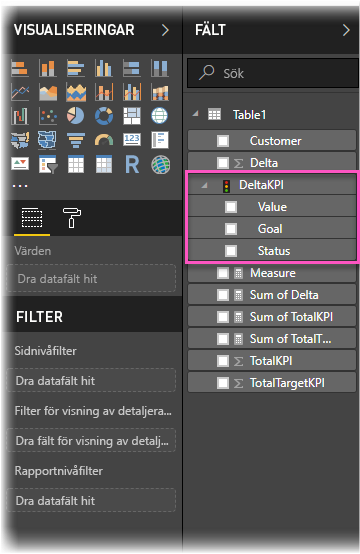 VISUALISERINGAR
R
...
Värden
Dra datafält hit
FILTER
Sidnivåfilter
Dra datafält hit
Filter för visning av detaljera...
Dra fält för visning av detalj...
Rapportnivåfilter
Dra datafält hit
FÄLT
Sök
Table1
Customer
Σ Delta
DeltaKPI
Value
Goal
Status
Measure
Sum of Delta
Sum of TotalKPI
Sum of TotalT...
Σ TotalKPI
Σ TotalTargetKPI